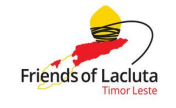 Friends of Lacluta
Timor Leste